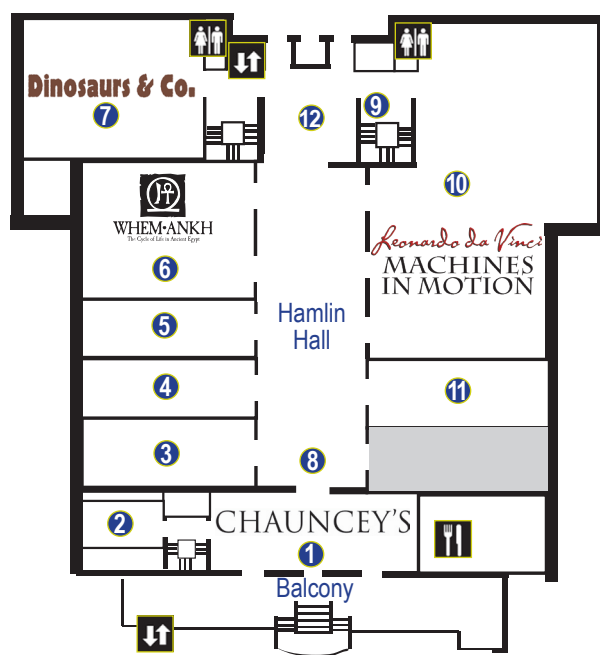 Dinosaurs & Co.
7
12
9
10
WHEM·ANKH
The Cycle of Life in Ancient Egypt
6
Leonardo da Vinci
MACHINES
IN MOTION
Hamlin
Hall
5
4
11
3
8
2
CHAUNCEY'S
1
Balcony